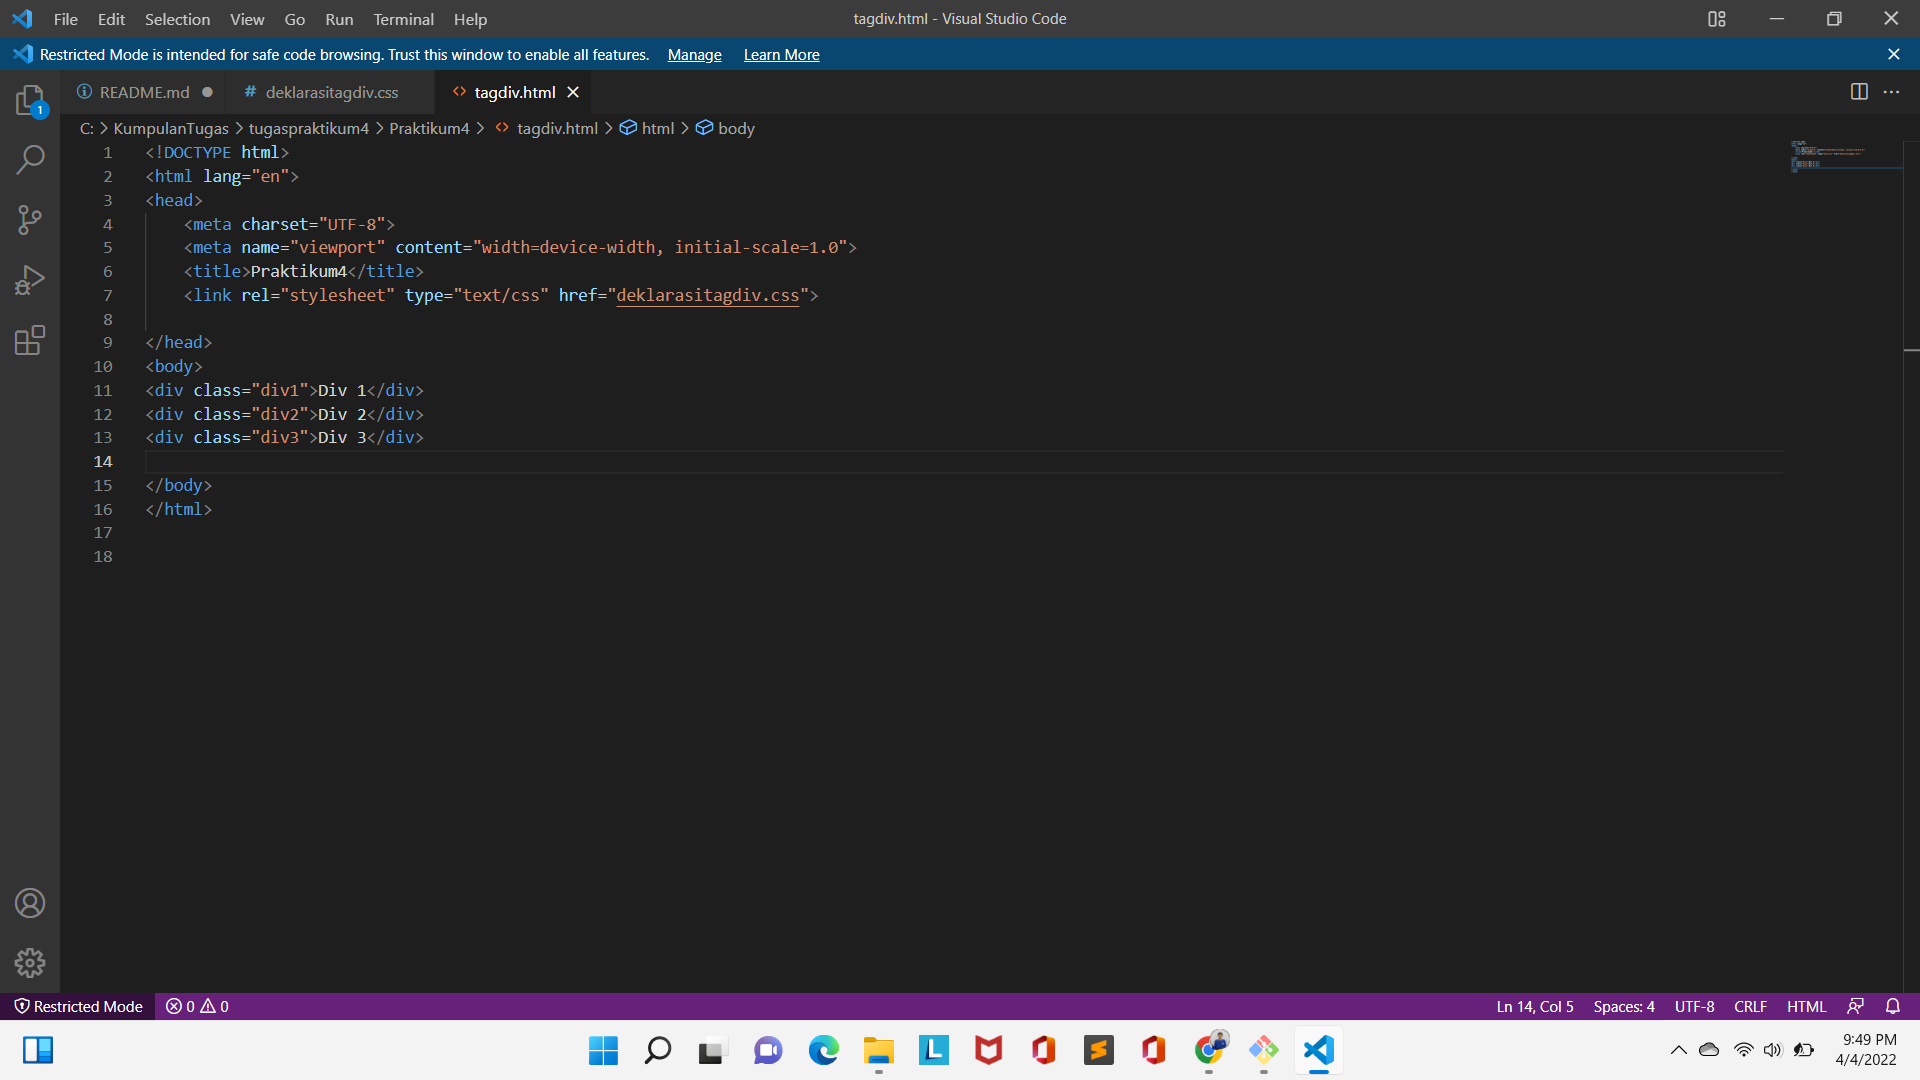 File Edit Selection View Go Run Terminal Help tagdiv.html - Visual Studio Code
Restricted Mode is intended for safe code browsing. Trust this window to enable all features. Manage Learn More
README.md # deklarasitagdiv.css <> tagdiv.html
C: > KumpulanTugas > tugaspraktikum4 > Praktikum4 > <> tagdiv.html > html > body
1 <!DOCTYPE html>
2 <html lang="en">
3 <head>
4 <meta charset="UTF-8">
5 <meta name="viewport" content="width=device-width, initial-scale=1.0">
6 <title>Praktikum4</title>
7 <link rel="stylesheet" type="text/css" href="deklarasitagdiv.css">
8
9 </head>
10 <body>
11 <div class="div1">Div 1</div>
12 <div class="div2">Div 2</div>
13 <div class="div3">Div 3</div>
14
15 </body>
16 </html>
17
18
1
Restricted Mode 0 0 Ln 14, Col 5 Spaces: 4 UTF-8 CRLF HTML
9:49 PM
4/4/2022